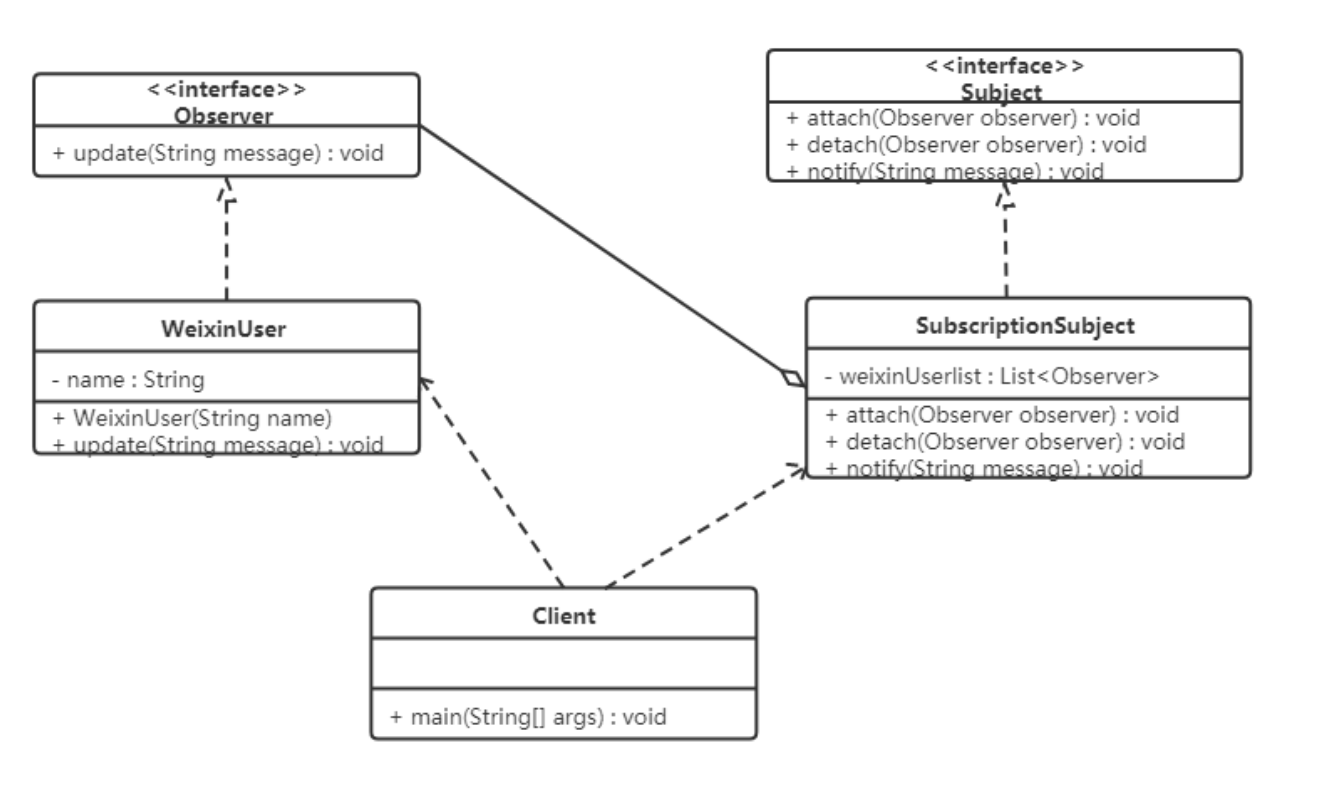 <<interface>>
Observer
+ update(String message) : void
<<interface>>
Subject
+ attach(Observer observer) : void
+ detach(Observer observer) : void
+ notify(String message) : void
WeixinUser
- name : String
+ WeixinUser(String name)
+ update(String message) : void
SubscriptionSubject
- weixinUserlist : List<Observer>
+ attach(Observer observer) : void
+ detach(Observer observer) : void
+ notify(String message) : void
Client
+ main(String[] args) : void